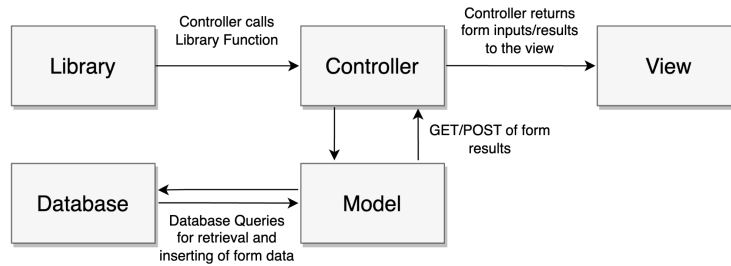 Controller calls
Library Function
Controller returns
form inputs/results
to the view
Library
Controller
View
GET/POST of form
results
Database
Model
Database Queries
for retrieval and
inserting of form data